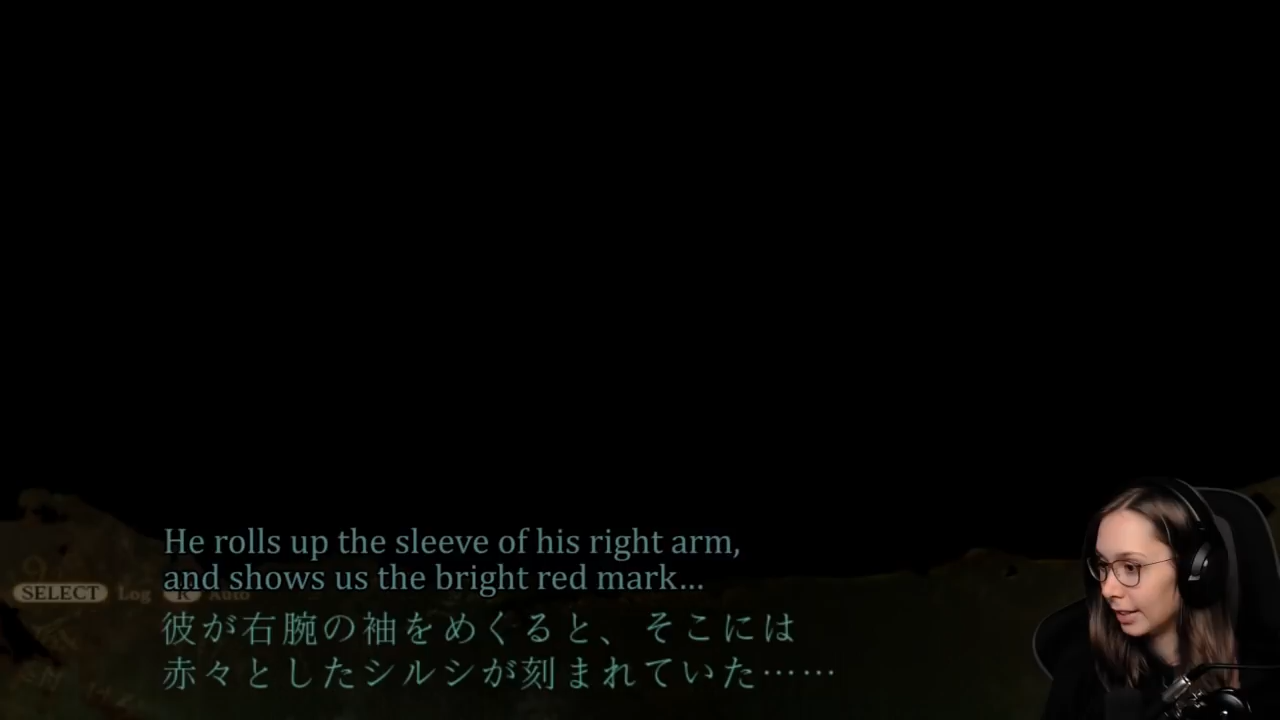 He rolls up the sleeve of his right arm,
and shows us the bright red mark...
SELECT Log R Auto
彼が右腕の袖をめくると、そこには
赤々としたシルシが刻まれていた……